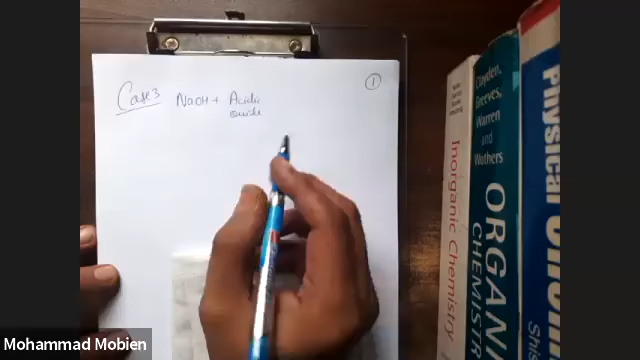 Case 3 NaOH + Acidic
oxide
1
Inorganic Chemistry
Clayden,
Greeves,
Warren
and
Wothers
ORGANIC
CHEMISTRY
Physical
Mohammad Mobien